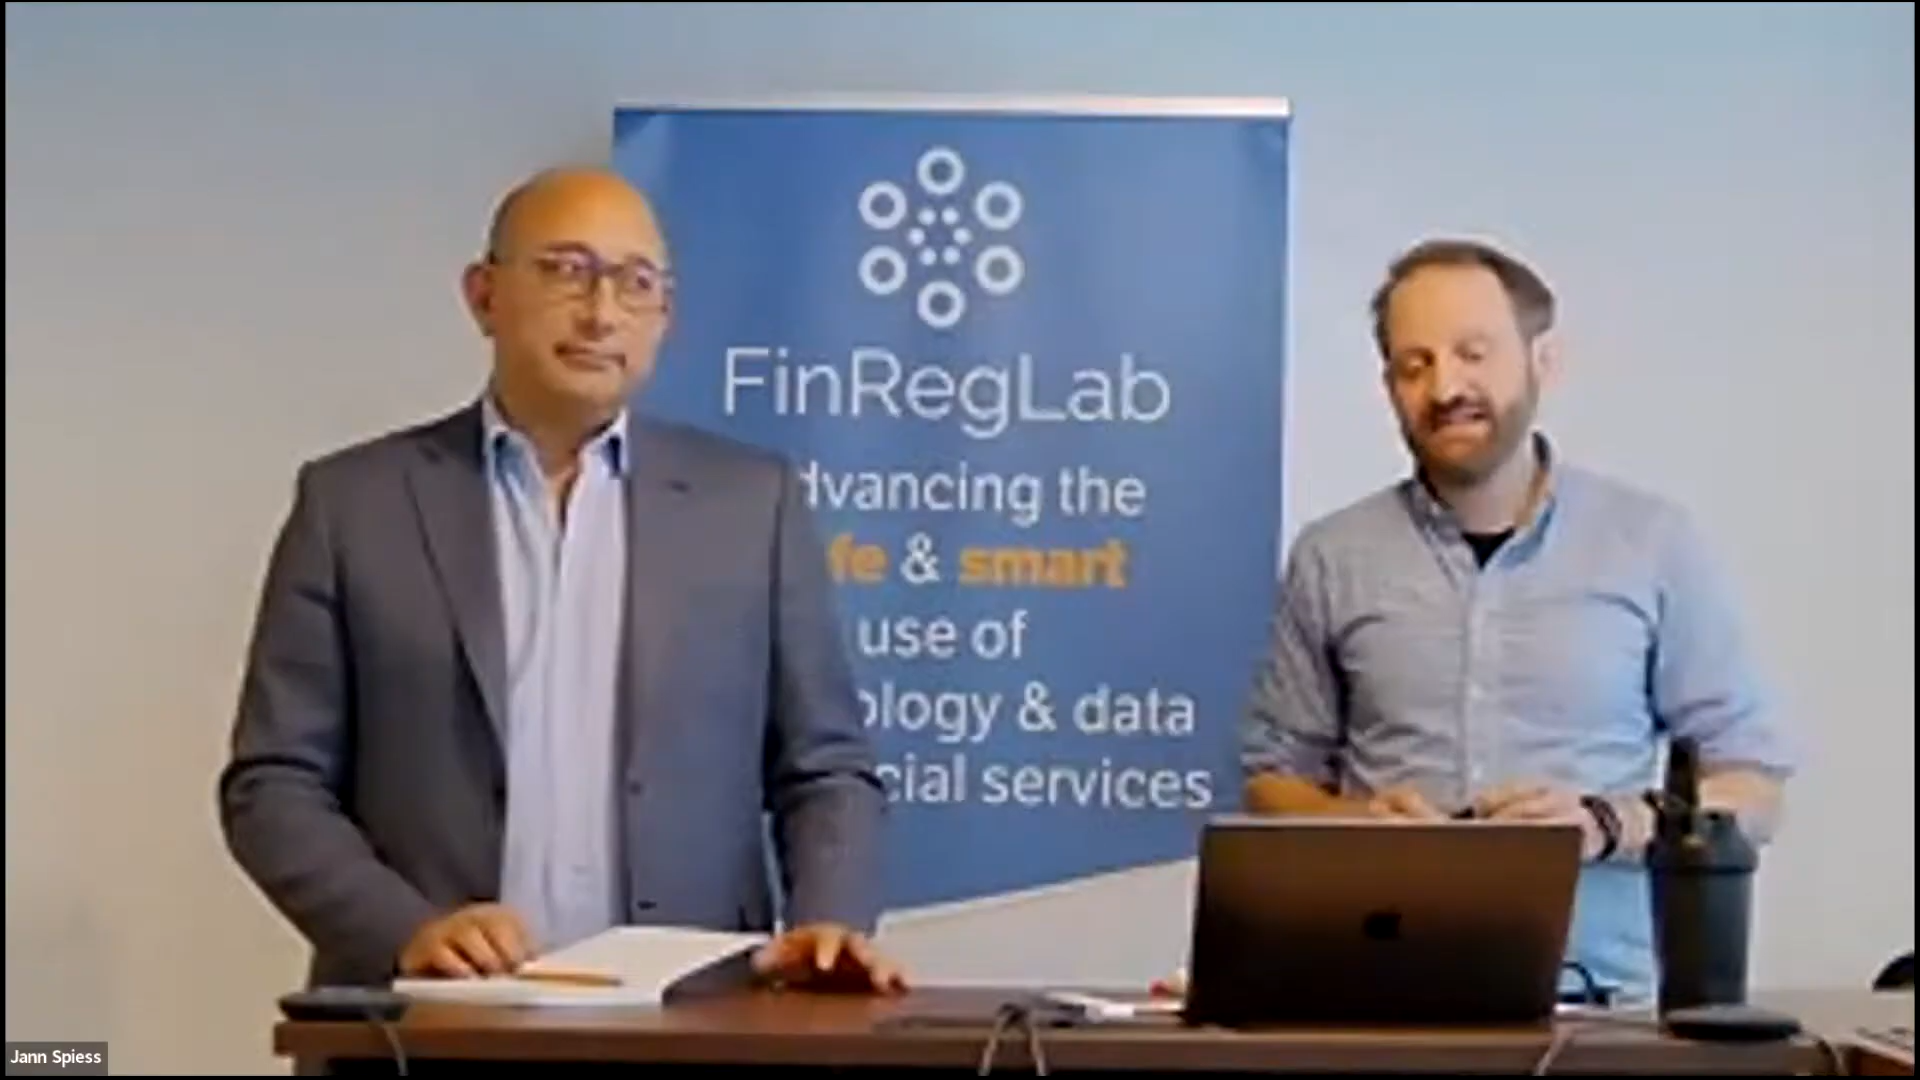 FinRegLab
dvancing the
fe & smart
use of
ology & data
cial services
Jann Spiess